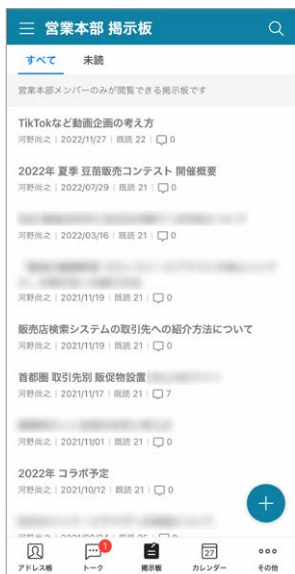 営業本部 掲示板
すべて 未読
営業本部メンバーのみが閲覧できる掲示板です
TikTokなど動画企画の考え方
河野尚之 | 2022/11/27 | 既読 22 | 0
2022年 夏季 豆苗販売コンテスト 開催概要
河野尚之 | 2022/07/29 | 既読 21 | 0
河野尚之 | 2022/03/16 | 既読 21 | 0
河野尚之 | 2021/11/19 | 既読 21 | 0
販売店検索システムの取引先への紹介方法について
河野尚之 | 2021/11/19 | 既読 21 | 0
首都圏 取引先別 販促物設置
河野尚之 | 2021/11/17 | 既読 21 | 7
河野尚之 | 2021/11/01 | 既読 21 | 0
2022年 コラボ予定
河野尚之 | 2021/10/12 | 既読 21 | 0
1
27
アドレス帳 トーク 掲示板 カレンダー その他